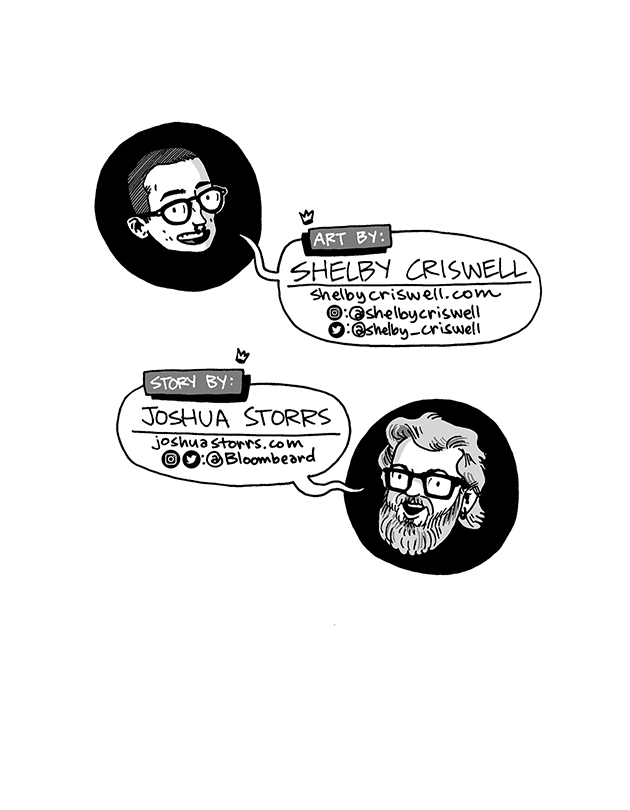 ART BY:
SHELBY CRISWELL
shelbycriswell.com
:@shelbycriswell
:@shelby_criswell
STORY BY:
JOSHUA STORRS
joshuastorrs.com
:@Bloombeard